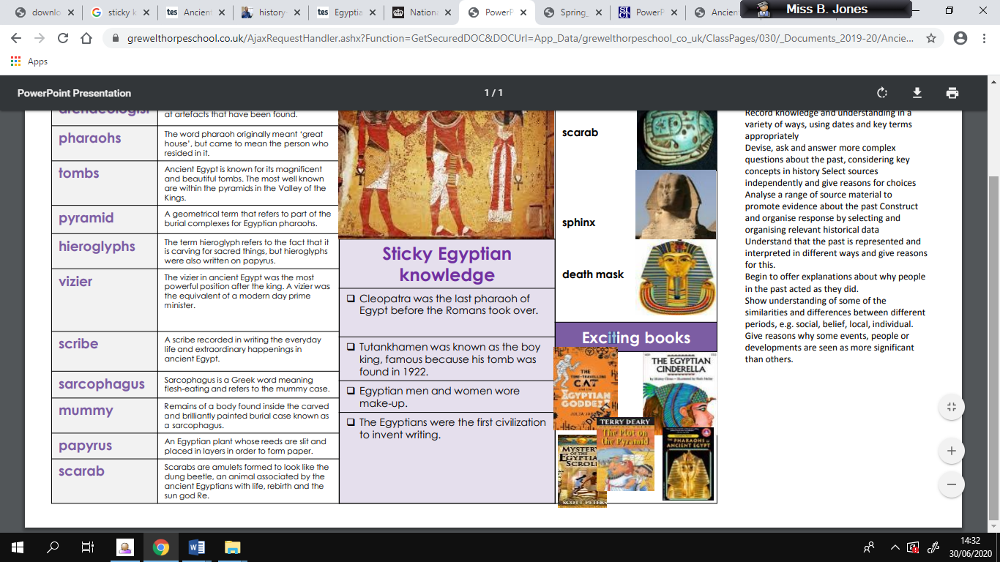 downlo
sticky k
tes Ancient
history
tes Egyptia
Nationa
PowerP
Spring_
PowerP
Ancien
Miss B. Jones
grewelthorpeschool.co.uk/AjaxRequestHandler.ashx?Function=GetSecuredDOC&DOCUrl=App_Data/grewelthorpeschool_co_uk/ClassPages/030/_Documents_2019-20/Ancie...
Apps
PowerPoint Presentation
1 / 1
archaeologist
at artefacts that have been found.
pharaohs
The word pharaoh originally meant ‘great
house’, but came to mean the person who
resided in it.
tombs
Ancient Egypt is known for its magnificent
and beautiful tombs. The most well known
are within the pyramids in the Valley of the
Kings.
pyramid
A geometrical term that refers to part of the
burial complexes for Egyptian pharaohs.
hieroglyphs
The term hieroglyph refers to the fact that it
is carving for sacred things, but hieroglyphs
were also written on papyrus.
vizier
The vizier in ancient Egypt was the most
powerful position after the king. A vizier was
the equivalent of a modern day prime
minister.
scribe
A scribe recorded in writing the everyday
life and extraordinary happenings in
ancient Egypt.
sarcophagus
Sarcophagus is a Greek word meaning
flesh-eating and refers to the mummy case.
mummy
Remains of a body found inside the carved
and brilliantly painted burial case known as
a sarcophagus.
papyrus
An Egyptian plant whose reeds are slit and
placed in layers in order to form paper.
scarab
Scarabs are amulets formed to look like the
dung beetle, an animal associated by the
ancient Egyptians with life, rebirth and the
sun god Re.
Sticky Egyptian
knowledge
❑ Cleopatra was the last pharaoh of
Egypt before the Romans took over.
❑ Tutankhamen was known as the boy
king, famous because his tomb was
found in 1922.
❑ Egyptian men and women wore
make-up.
❑ The Egyptians were the first civilization
to invent writing.
scarab
sphinx
death mask
Exciting books
THE
TIME-TRAVELLING
CAT
EGYPTIAN
GODDESS
JULIA JAR
DRAFT
THE EGYPTIAN
CINDERELLA
TERRY DEARY
The Plot on
the Pyramid
MYSTERY
OF THE
EGYPTIAN
SCROLL
SCOTT PETERS
THE PHARAOHS OF
ANCIENT EGYPT
Record knowledge and understanding in a
variety of ways, using dates and key terms
appropriately
Devise, ask and answer more complex
questions about the past, considering key
concepts in history Select sources
independently and give reasons for choices
Analyse a range of source material to
promote evidence about the past Construct
and organise response by selecting and
organising relevant historical data
Understand that the past is represented and
interpreted in different ways and give reasons
for this.
Begin to offer explanations about why people
in the past acted as they did.
Show understanding of some of the
similarities and differences between different
periods, e.g. social, belief, local, individual.
Give reasons why some events, people or
developments are seen as more significant
than others.
14:32
30/06/2020